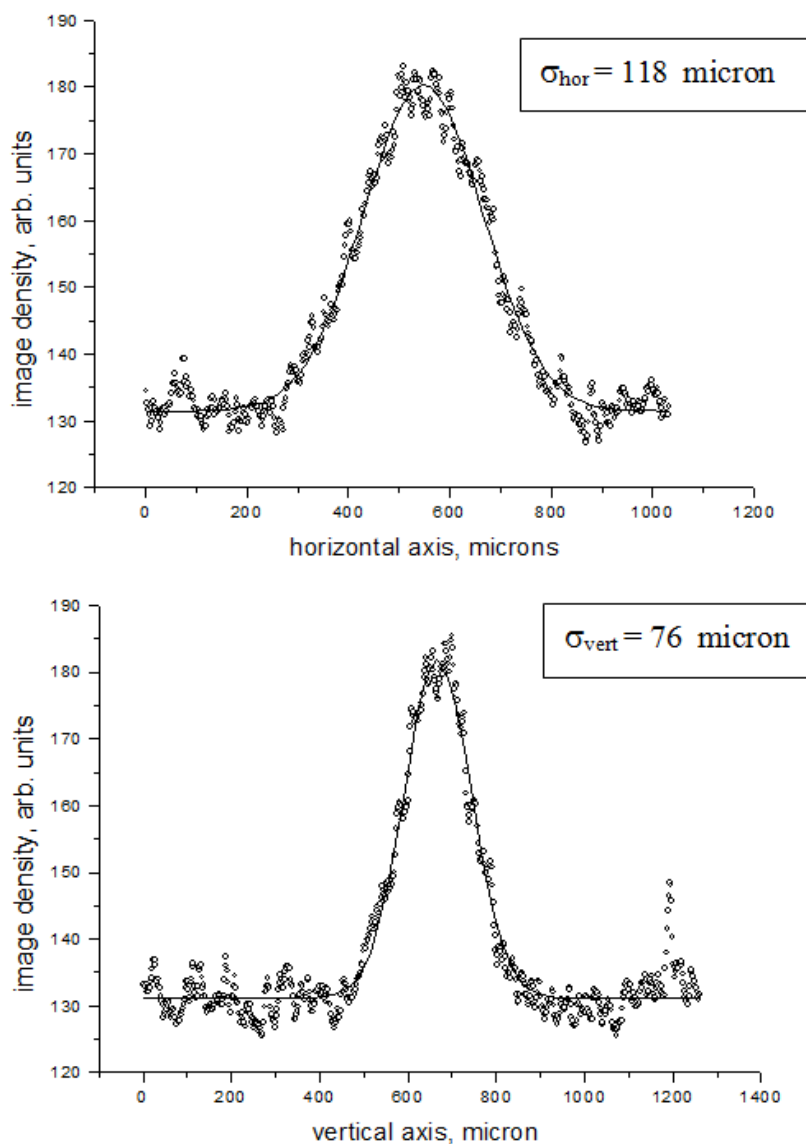 190
180
170
160
150
140
130
120
image density, arb. units
σhor = 118 micron
0 200 400 600 800 1000 1200
horizontal axis, microns
190
180
170
160
150
140
130
120
image density, arb. units
σvert = 76 micron
0 200 400 600 800 1000 1200 1400
vertical axis, micron